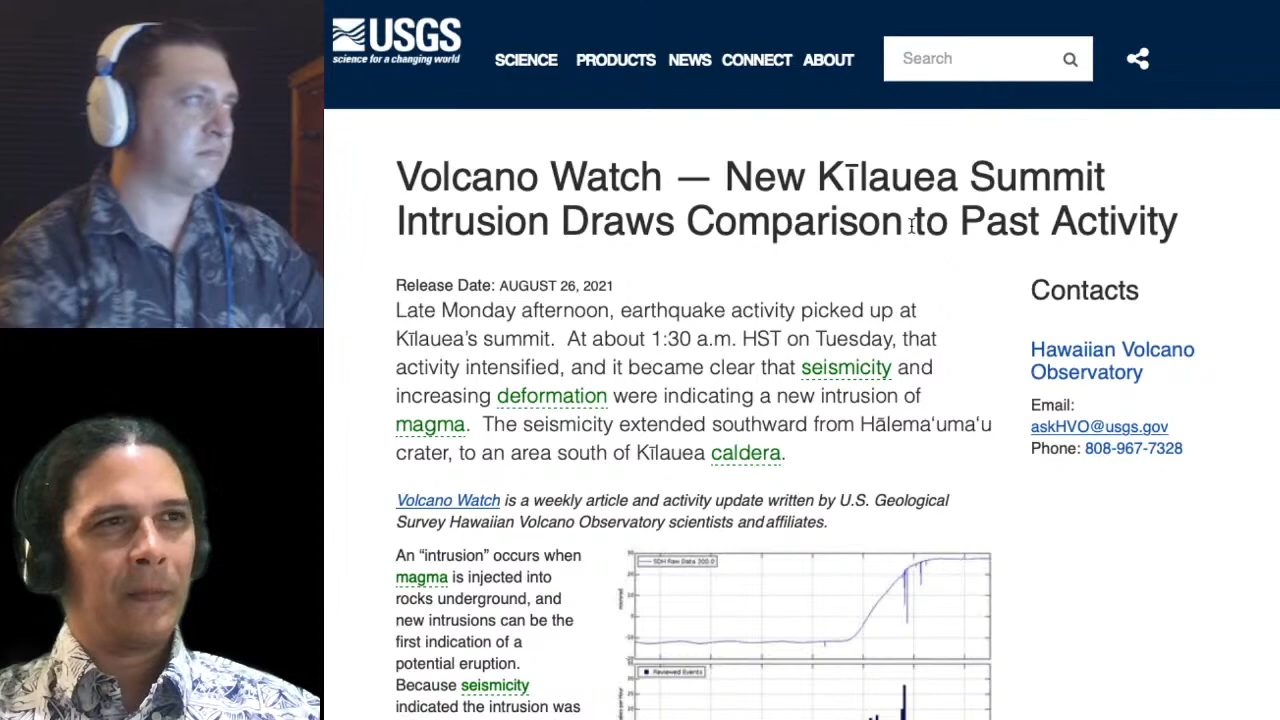 USGS
science for a changing world
SCIENCE PRODUCTS NEWS CONNECT ABOUT
Search
Volcano Watch — New Kīlauea Summit
Intrusion Draws Comparison to Past Activity
Release Date: AUGUST 26, 2021
Late Monday afternoon, earthquake activity picked up at
Kīlauea's summit. At about 1:30 a.m. HST on Tuesday, that
activity intensified, and it became clear that seismicity and
increasing deformation were indicating a new intrusion of
magma. The seismicity extended southward from Hālema‘uma‘u
crater, to an area south of Kīlauea caldera.
Contacts
Hawaiian Volcano
Observatory
Email:
askHVO@usgs.gov
Phone: 808-967-7328
Volcano Watch is a weekly article and activity update written by U.S. Geological
Survey Hawaiian Volcano Observatory scientists and affiliates.
An “intrusion” occurs when
magma is injected into
rocks underground, and
new intrusions can be the
first indication of a
potential eruption.
Because seismicity
indicated the intrusion was
SDH Raw Data 300.0
Reviewed Events